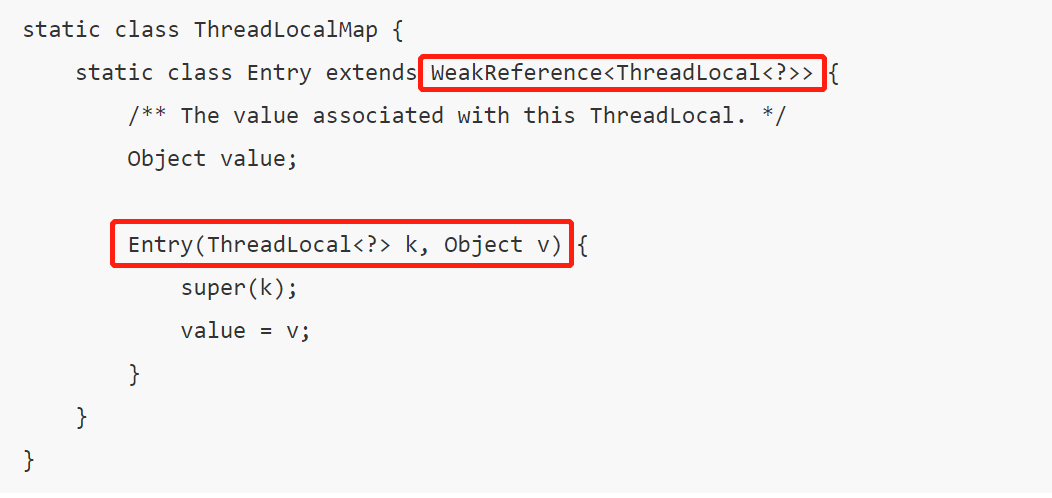 static class ThreadLocalMap {
    static class Entry extends WeakReference<ThreadLocal<?>> {
        /** The value associated with this ThreadLocal. */
        Object value;

        Entry(ThreadLocal<?> k, Object v) {
            super(k);
            value = v;
        }
    }
}